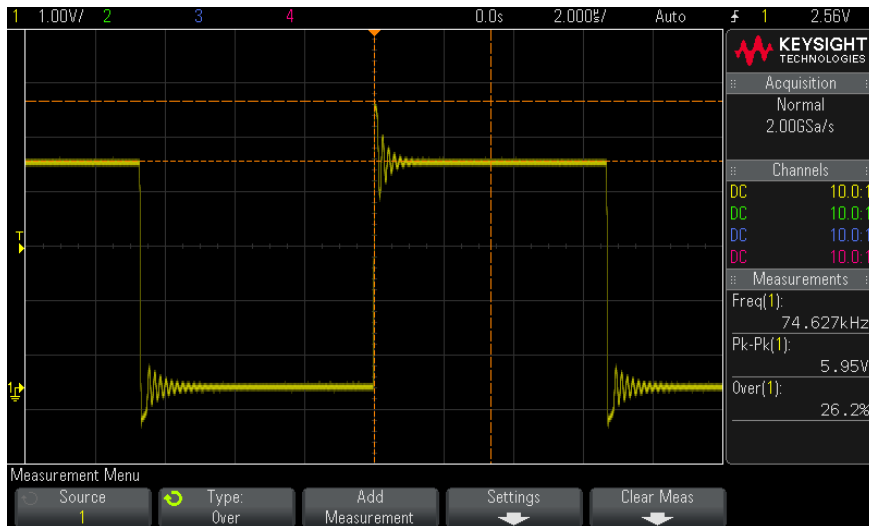 1 1.00V/ 2 3 4 0.0s 2.000µ/ Auto 1 2.56V
KEYSIGHT
TECHNOLOGIES
Acquisition
Normal
2.00GSa/s
Channels
DC 10.0:1
DC 10.0:1
DC 10.0:1
DC 10.0:1
Measurements
Freq(1):
74.627kHz
Pk-Pk(1):
5.95V
Over(1):
26.2%
T
1
Measurement Menu
Source
1
Type:
Over
Add
Measurement
Settings
Clear Meas